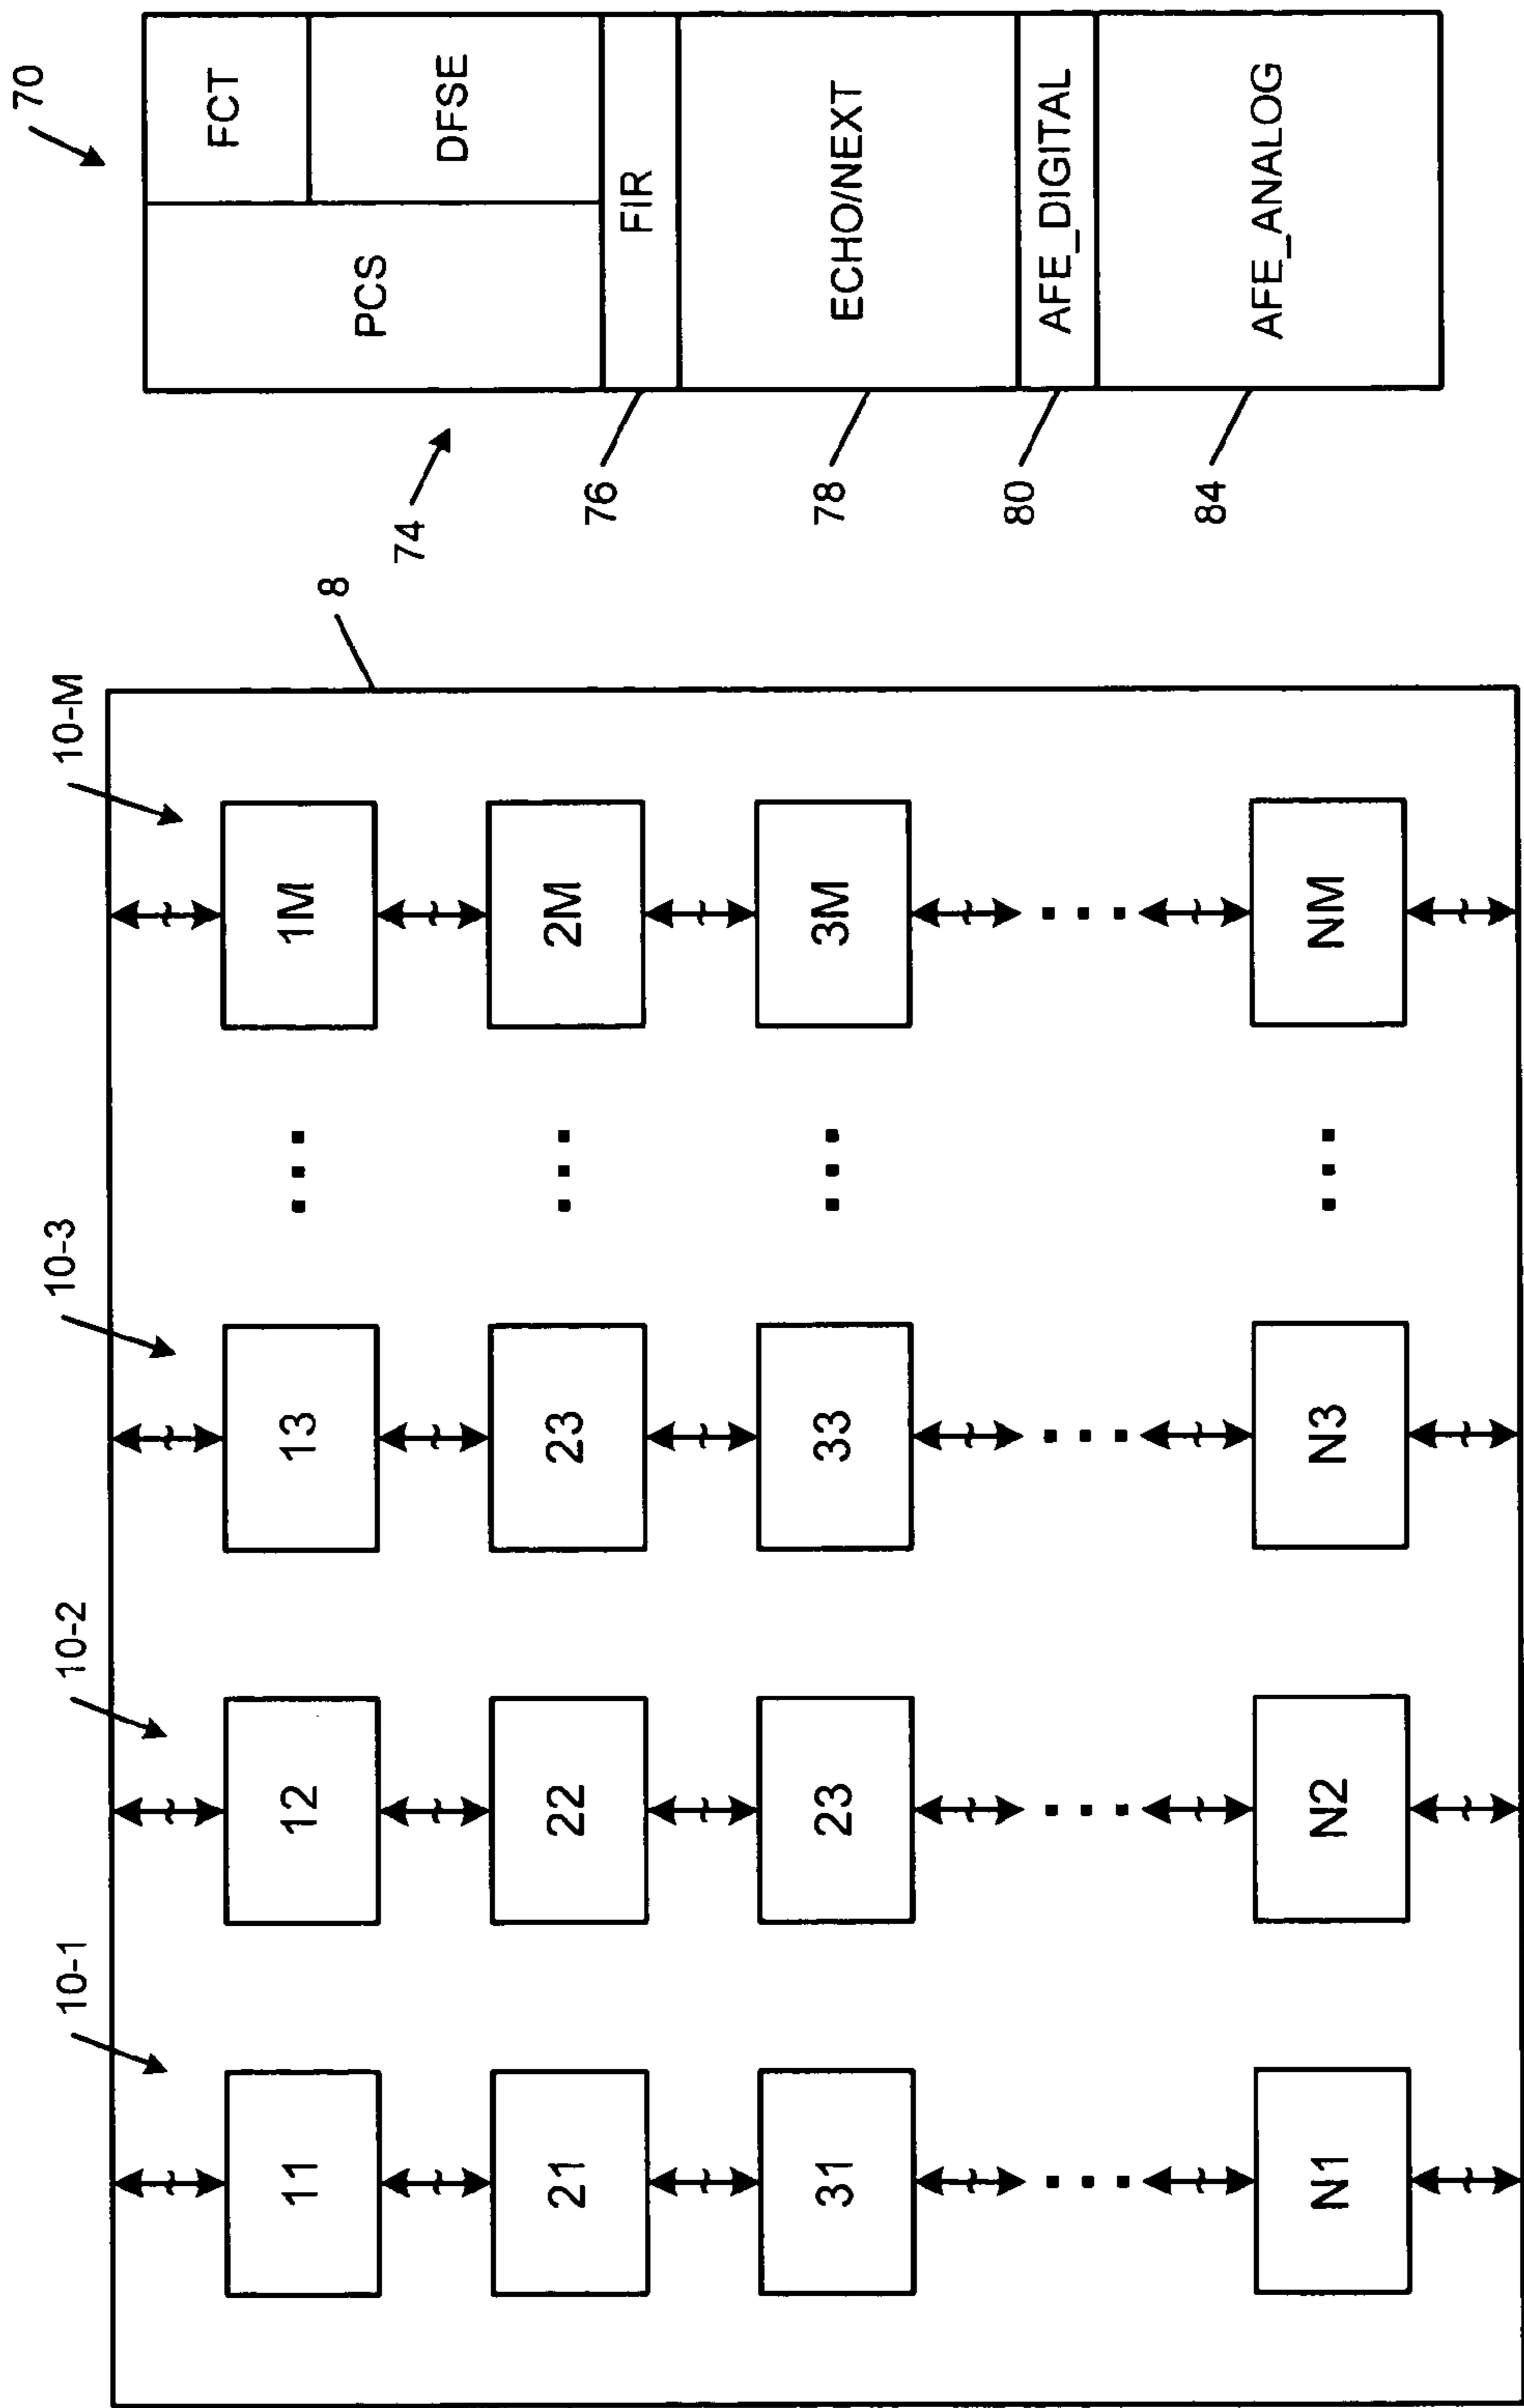 10-1
10-2
10-3
10-M
8
11
12
13
1M
21
22
23
2M
31
23
33
3M
N1
N2
N3
NM
70
74
PCS
FCT
DFSE
76
FIR
78
ECHO/NEXT
80
AFE_DIGITAL
84
AFE_ANALOG